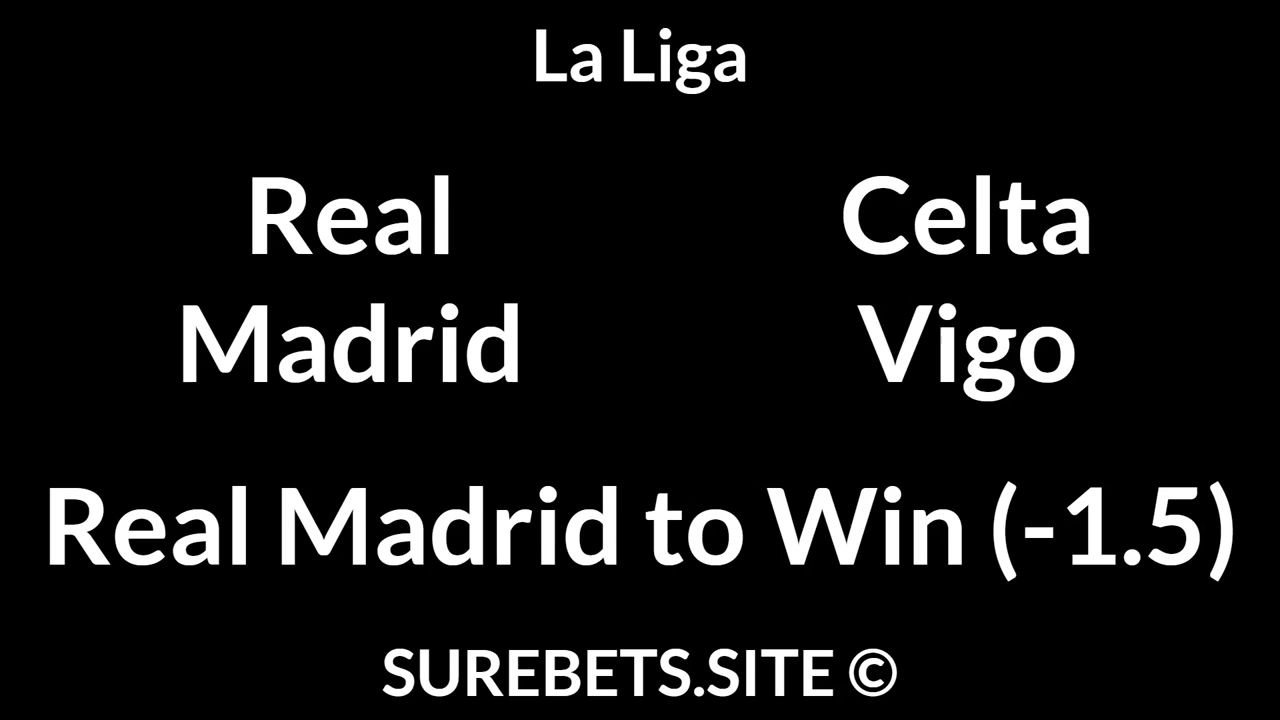 La Liga
Real Celta
Madrid Vigo
Real Madrid to Win (-1.5)
SUREBETS.SITE ©